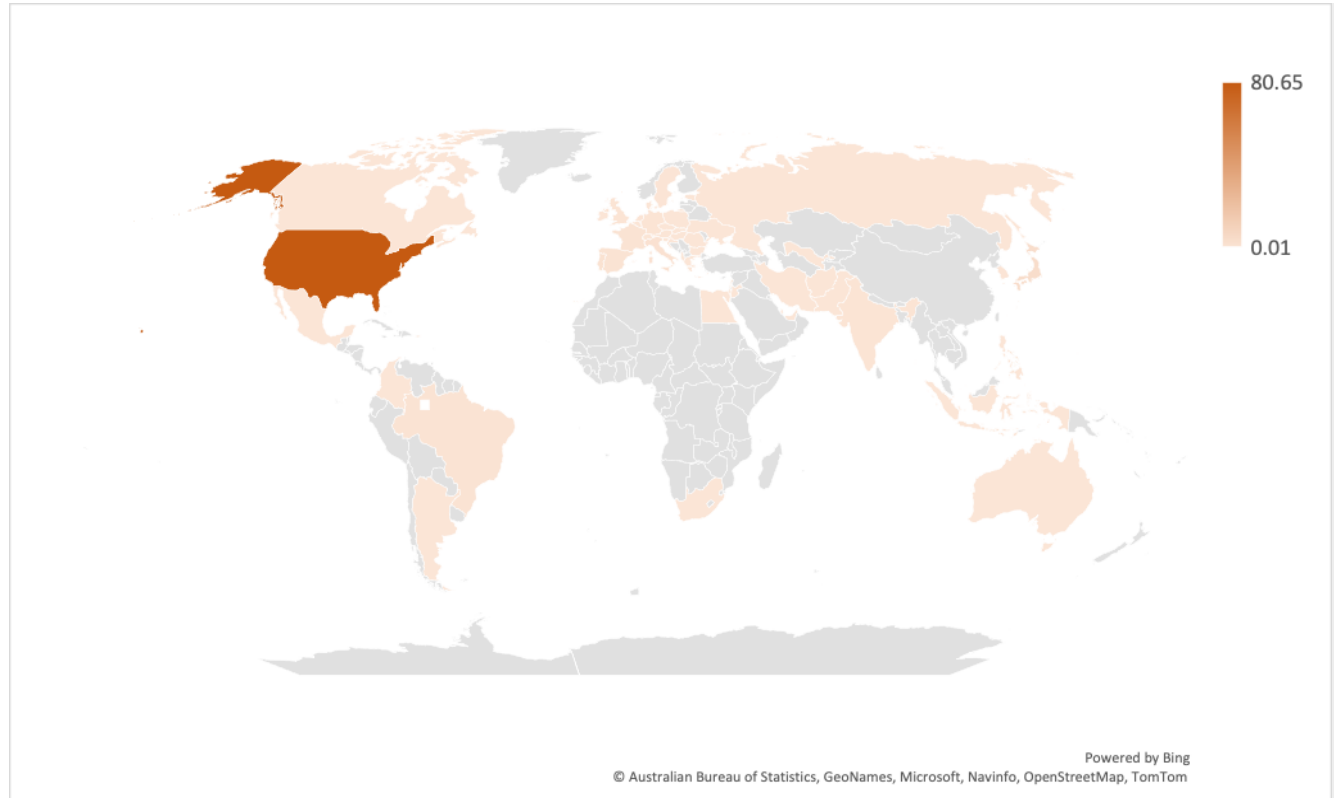 80.65
0.01
Powered by Bing
© Australian Bureau of Statistics, GeoNames, Microsoft, Navinfo, OpenStreetMap, TomTom